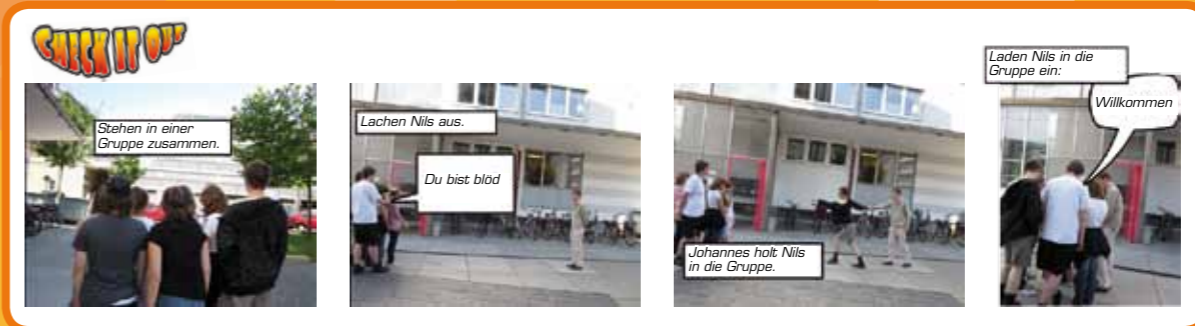 CHECK IT OUT
Stehen in einer
Gruppe zusammen.
Lachen Nils aus.
Du bist blöd
Johannes holt Nils
in die Gruppe.
Laden Nils in die
Gruppe ein:
Willkommen